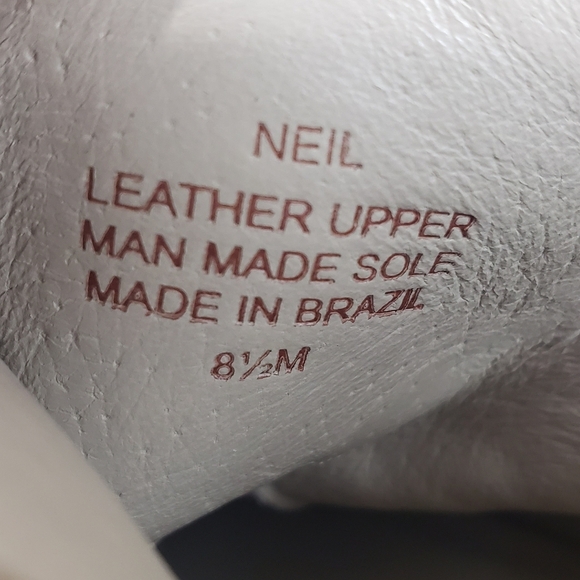 NEIL
LEATHER UPPER
MAN MADE SOLE
MADE IN BRAZIL
8½M